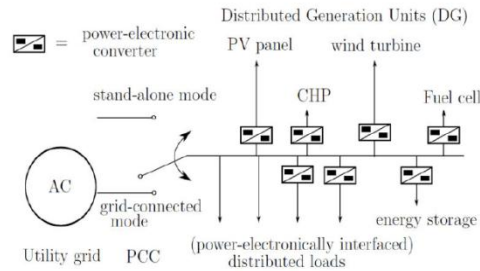 Distributed Generation Units (DG)
= power-electronic
converter
PV panel
wind turbine
stand-alone mode
CHP
Fuel cell
AC
grid-connected
mode
energy storage
Utility grid
PCC
(power-electronically interfaced)
distributed loads